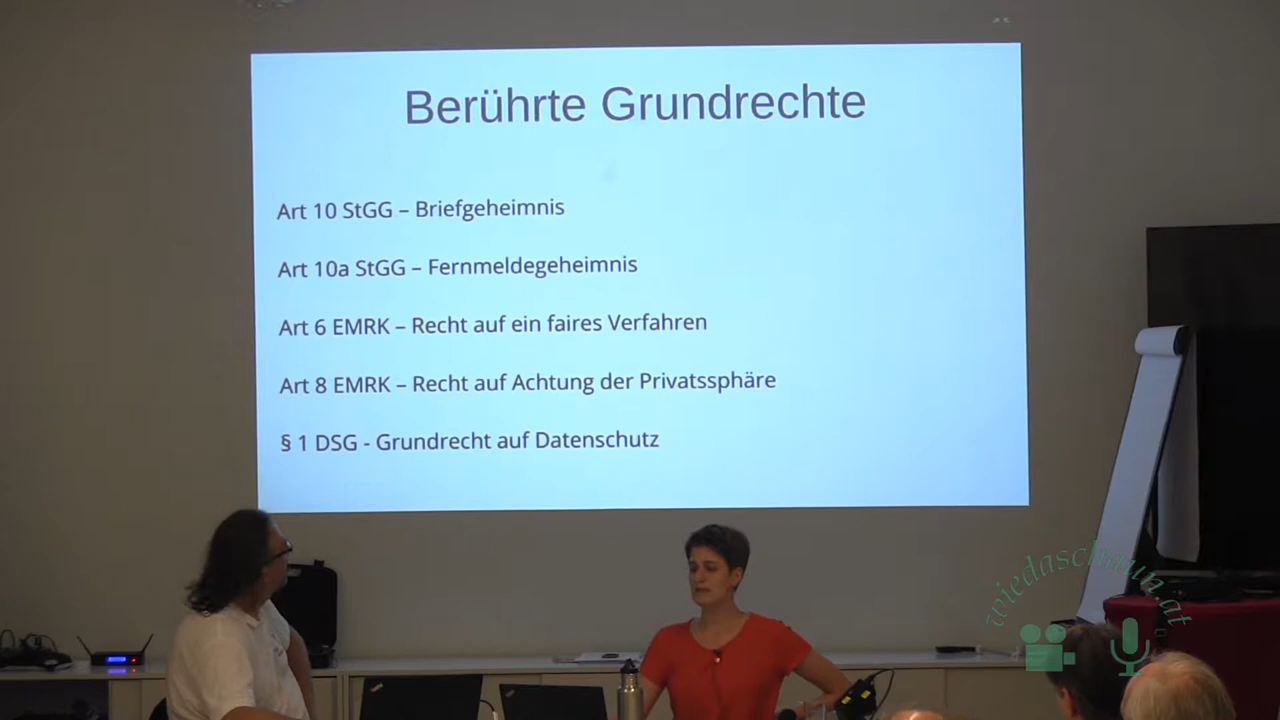 Berührte Grundrechte
Art 10 StGG – Briefgeheimnis
Art 10a StGG – Fernmeldegeheimnis
Art 6 EMRK – Recht auf ein faires Verfahren
Art 8 EMRK – Recht auf Achtung der Privatssphäre
§ 1 DSG - Grundrecht auf Datenschutz
wiedaschauun.at